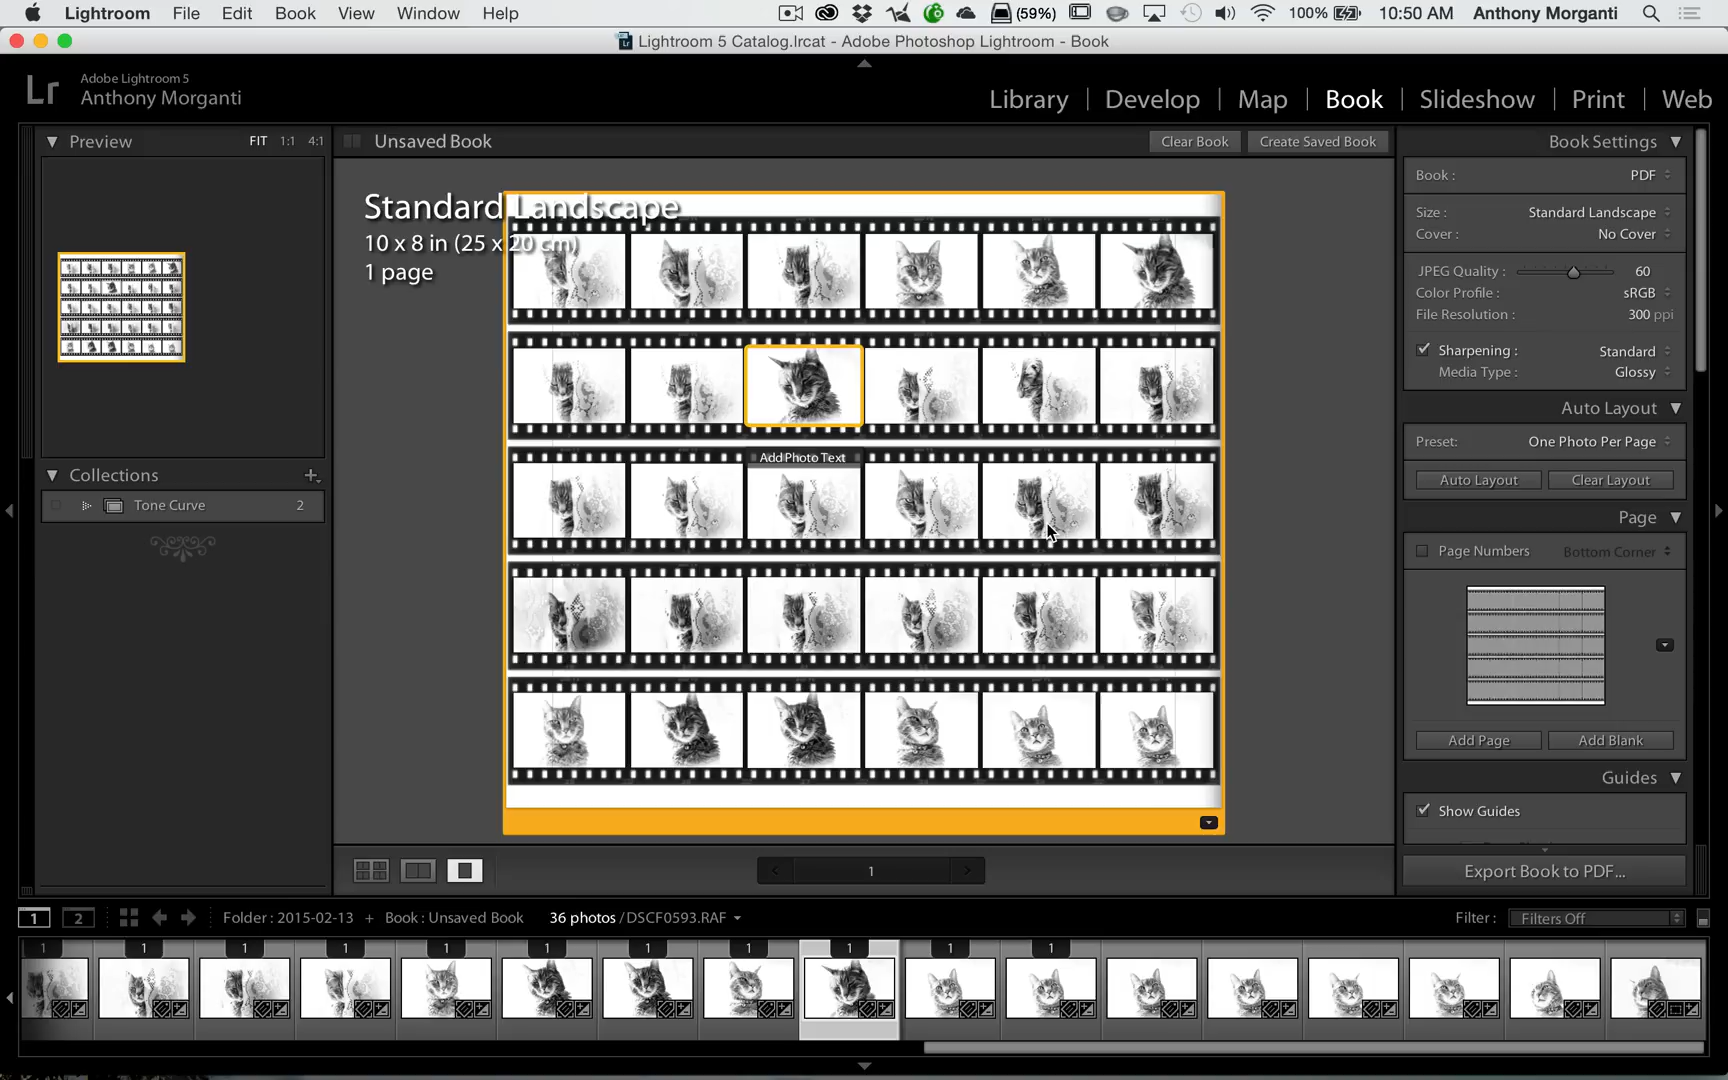 Lightroom File Edit Book View Window Help (59%) 100% 10:50 AM Anthony Morganti
Lightroom 5 Catalog.lrcat - Adobe Photoshop Lightroom - Book
Lr Adobe Lightroom 5
Anthony Morganti
Library | Develop | Map | Book | Slideshow | Print | Web
Preview FIT 1:1 4:1
Unsaved Book Clear Book Create Saved Book
Book Settings
Book : PDF
Size : Standard Landscape
Cover : No Cover
JPEG Quality : 60
Color Profile : sRGB
File Resolution : 300 ppi
Sharpening : Standard
Media Type : Glossy
Standard Landscape
10 x 8 in (25 x 20 cm)
1 page
Add Photo Text
Collections +
Tone Curve 2
Auto Layout
Preset: One Photo Per Page
Auto Layout Clear Layout
Page
Page Numbers Bottom Corner
Add Page Add Blank
Guides
Show Guides
Export Book to PDF...
1
1 2 Folder : 2015-02-13 + Book : Unsaved Book 36 photos / DSCF0593.RAF Filter : Filters Off
1 1 1 1 1 1 1 1 1 1 1